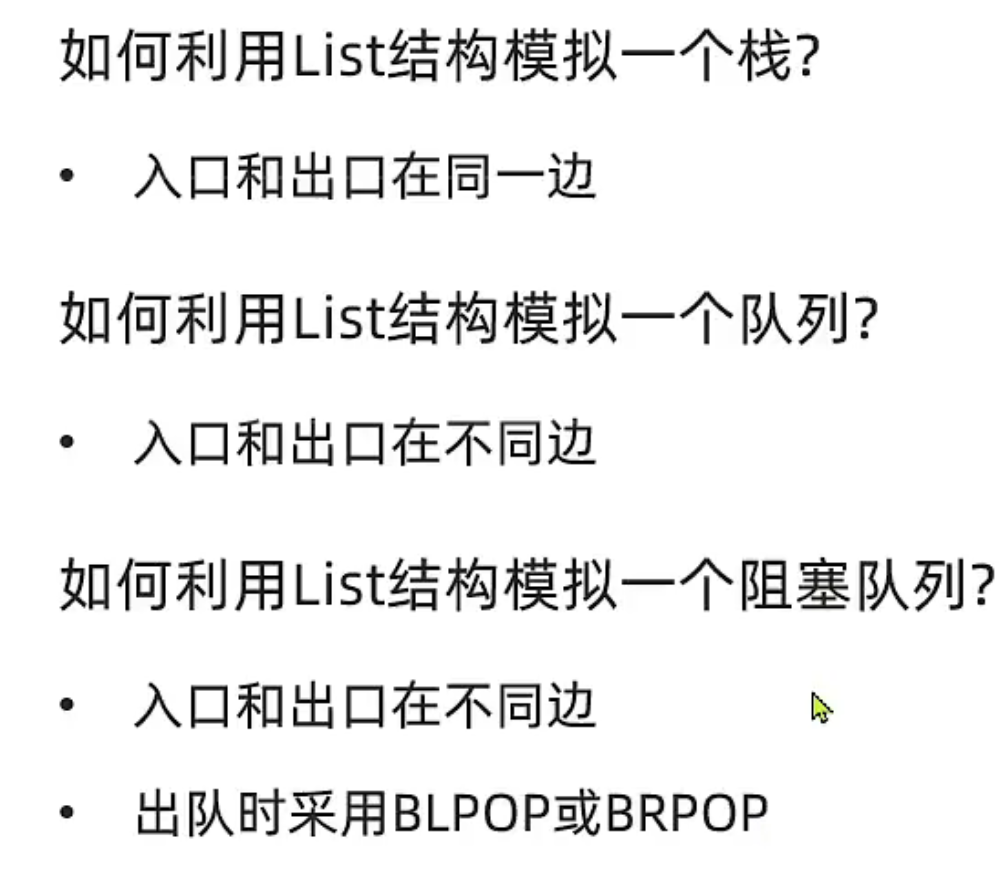 如何利用List结构模拟一个栈?
• 入口和出口在同一边
如何利用List结构模拟一个队列?
• 入口和出口在不同边
如何利用List结构模拟一个阻塞队列?
• 入口和出口在不同边
• 出队时采用BLPOP或BRPOP